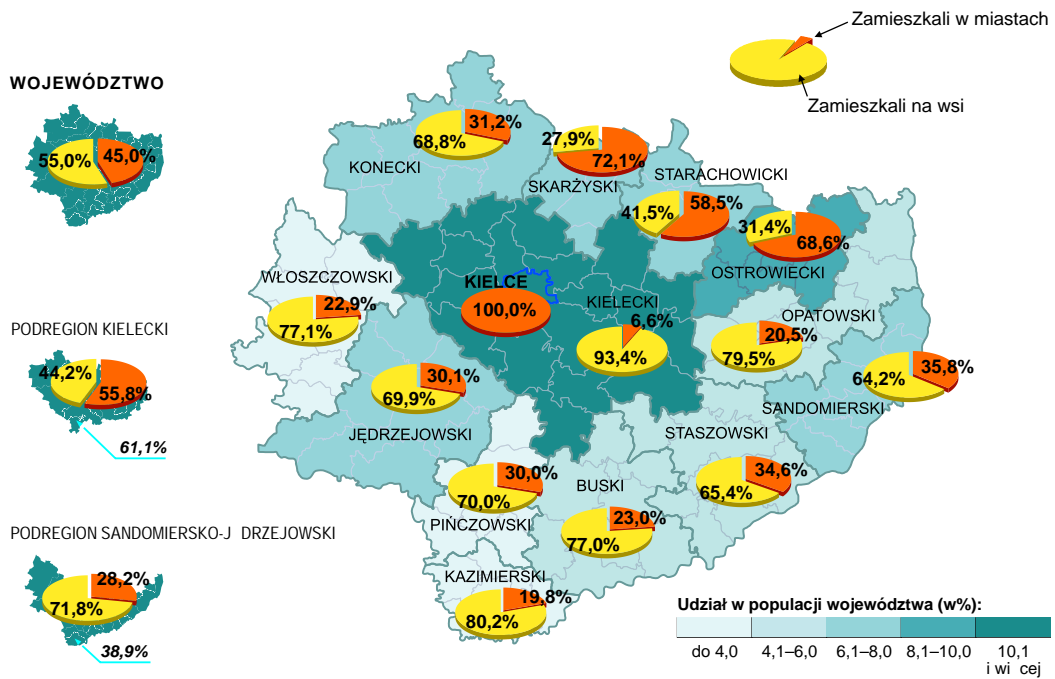 Zamieszkali w miastach
Zamieszkali na wsi
WOJEWÓDZTWO
55,0% 45,0%
PODREGION KIELECKI
44,2% 55,8%
61,1%
PODREGION SANDOMIERSKO-J DRZEJOWSKI
28,2%
71,8%
38,9%
31,2%
68,8%
KONECKI
27,9%
72,1%
SKARŻYSKI
STARACHOWICKI
58,5%
41,5%
31,4%
68,6%
OSTROWIECKI
WŁOSZCZOWSKI
22,9%
77,1%
KIELCE
100,0%
KIELECKI
6,6%
93,4%
OPATOWSKI
20,5%
79,5%
35,8%
64,2%
SANDOMIERSKI
30,1%
69,9%
JĘDRZEJOWSKI
STASZOWSKI
34,6%
65,4%
30,0%
70,0%
PIŃCZOWSKI
BUSKI
23,0%
77,0%
KAZIMIERSKI
19,8%
80,2%
Udział w populacji województwa (w%):
do 4,0 4,1–6,0 6,1–8,0 8,1–10,0 10,1
i wi cej